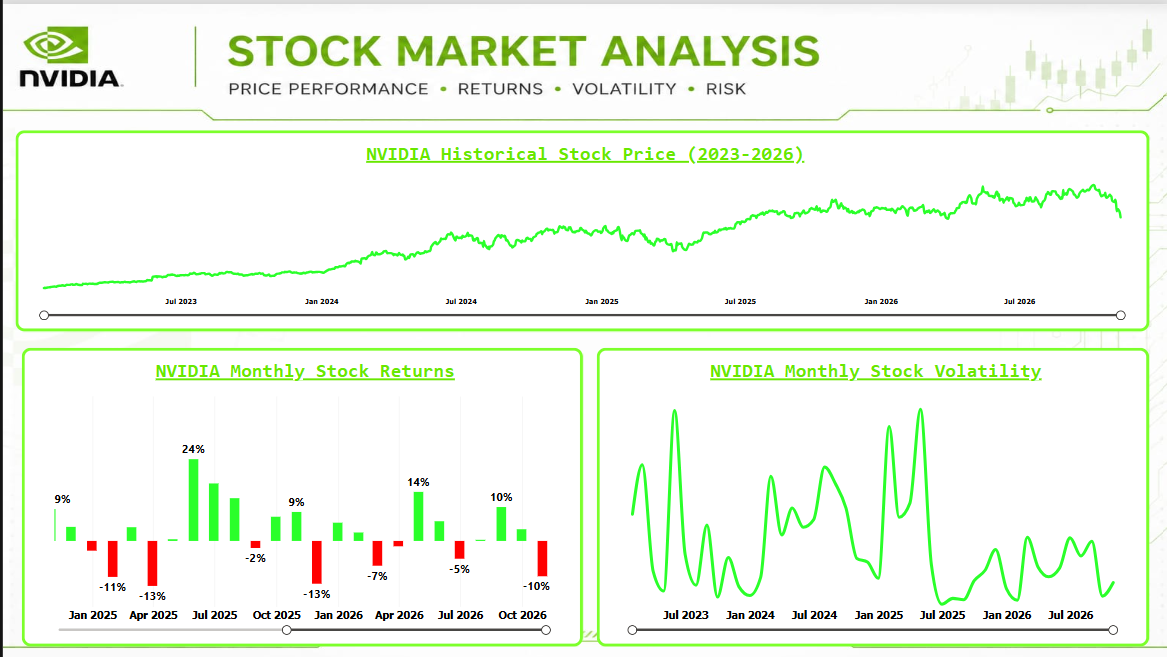 STOCK MARKET ANALYSIS
NVIDIA.
PRICE PERFORMANCE • RETURNS • VOLATILITY • RISK
NVIDIA Historical Stock Price (2023-2026)
Jul 2023 Jan 2024 Jul 2024 Jan 2025 Jul 2025 Jan 2026 Jul 2026
NVIDIA Monthly Stock Returns
24%
9%
9%
14%
10%
-2%
-11%
-13%
-13%
-7%
-5%
-10%
Jan 2025 Apr 2025 Jul 2025 Oct 2025 Jan 2026 Apr 2026 Jul 2026 Oct 2026
NVIDIA Monthly Stock Volatility
Jul 2023 Jan 2024 Jul 2024 Jan 2025 Jul 2025 Jan 2026 Jul 2026